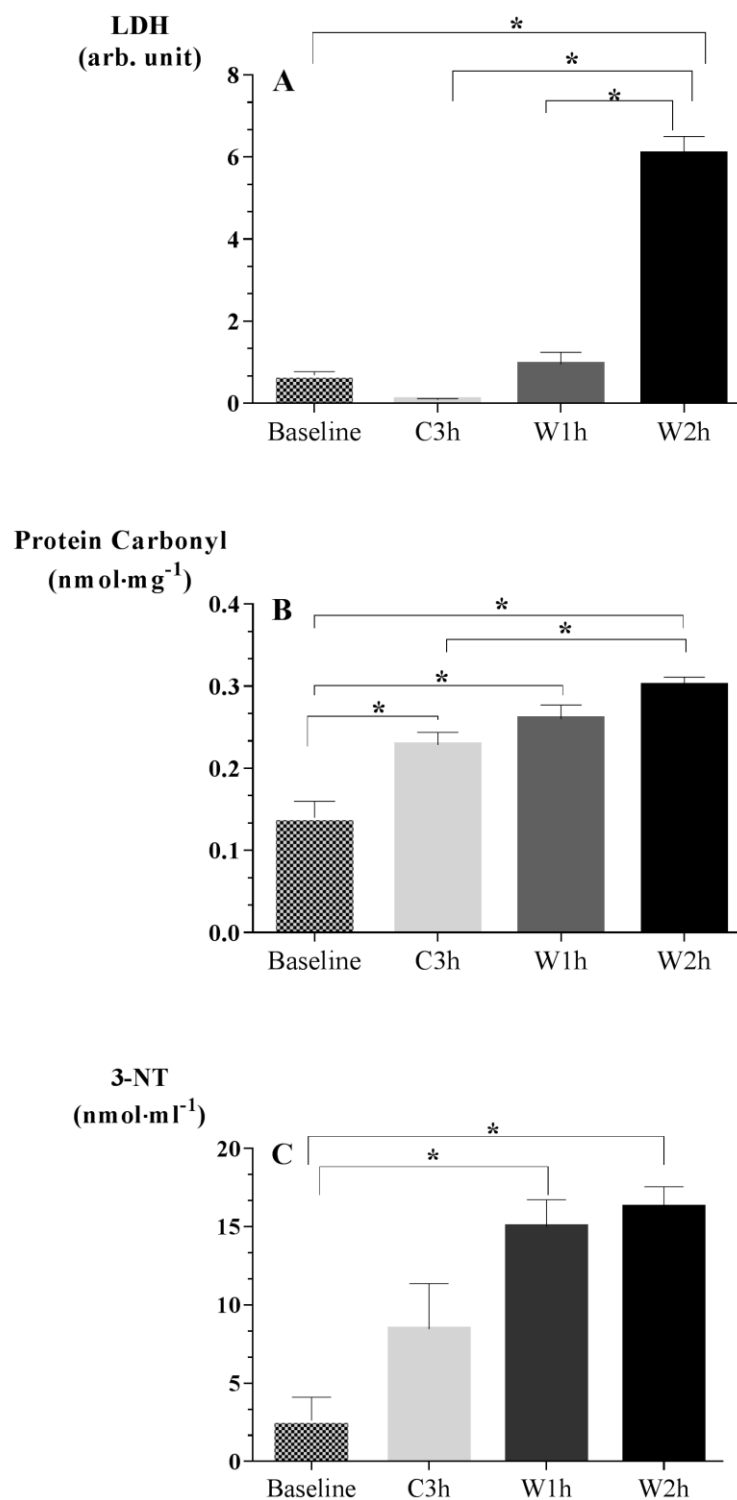 LDH
(arb. unit)
A
*
*
*
8
6
4
2
0
Baseline C3h W1h W2h
Protein Carbonyl
(nmol·mg⁻¹)
B
*
*
*
*
0.4
0.3
0.2
0.1
0.0
Baseline C3h W1h W2h
3-NT
(nmol·ml⁻¹)
C
*
*
20
15
10
5
0
Baseline C3h W1h W2h